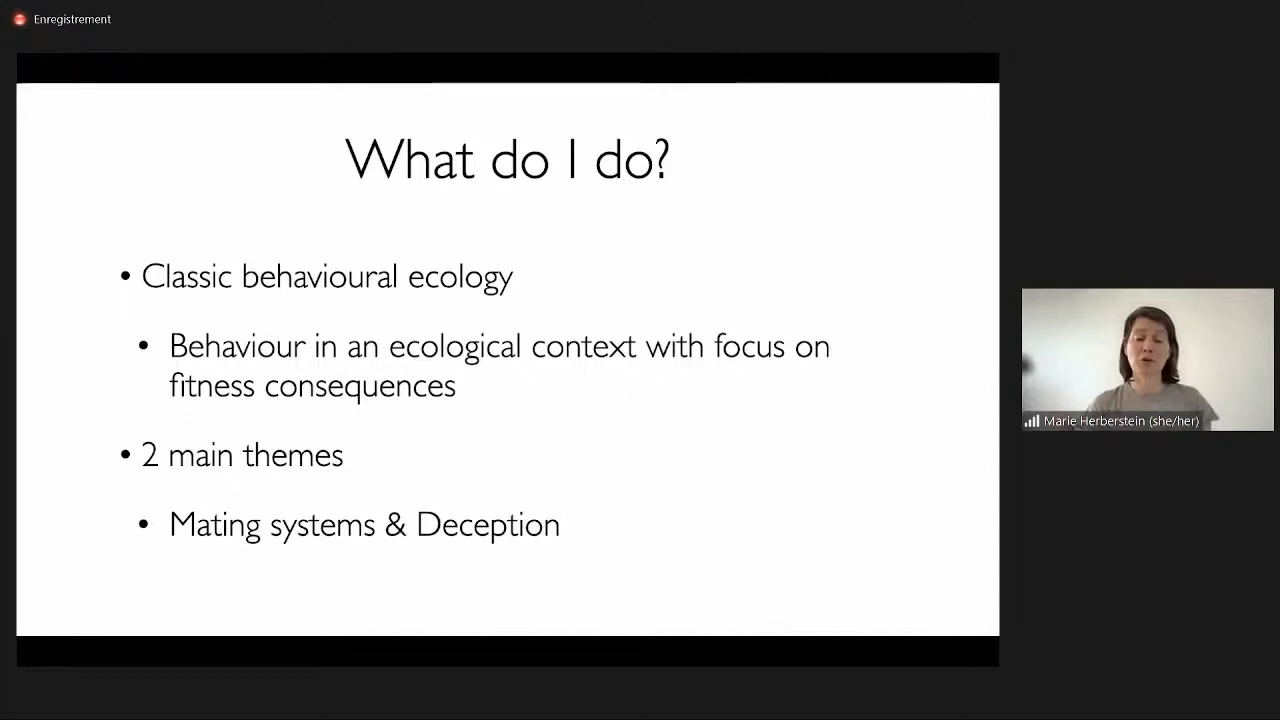 Enregistrement
What do I do?
• Classic behavioural ecology
• Behaviour in an ecological context with focus on
fitness consequences
• 2 main themes
• Mating systems & Deception
Marie Herberstein (she/her)